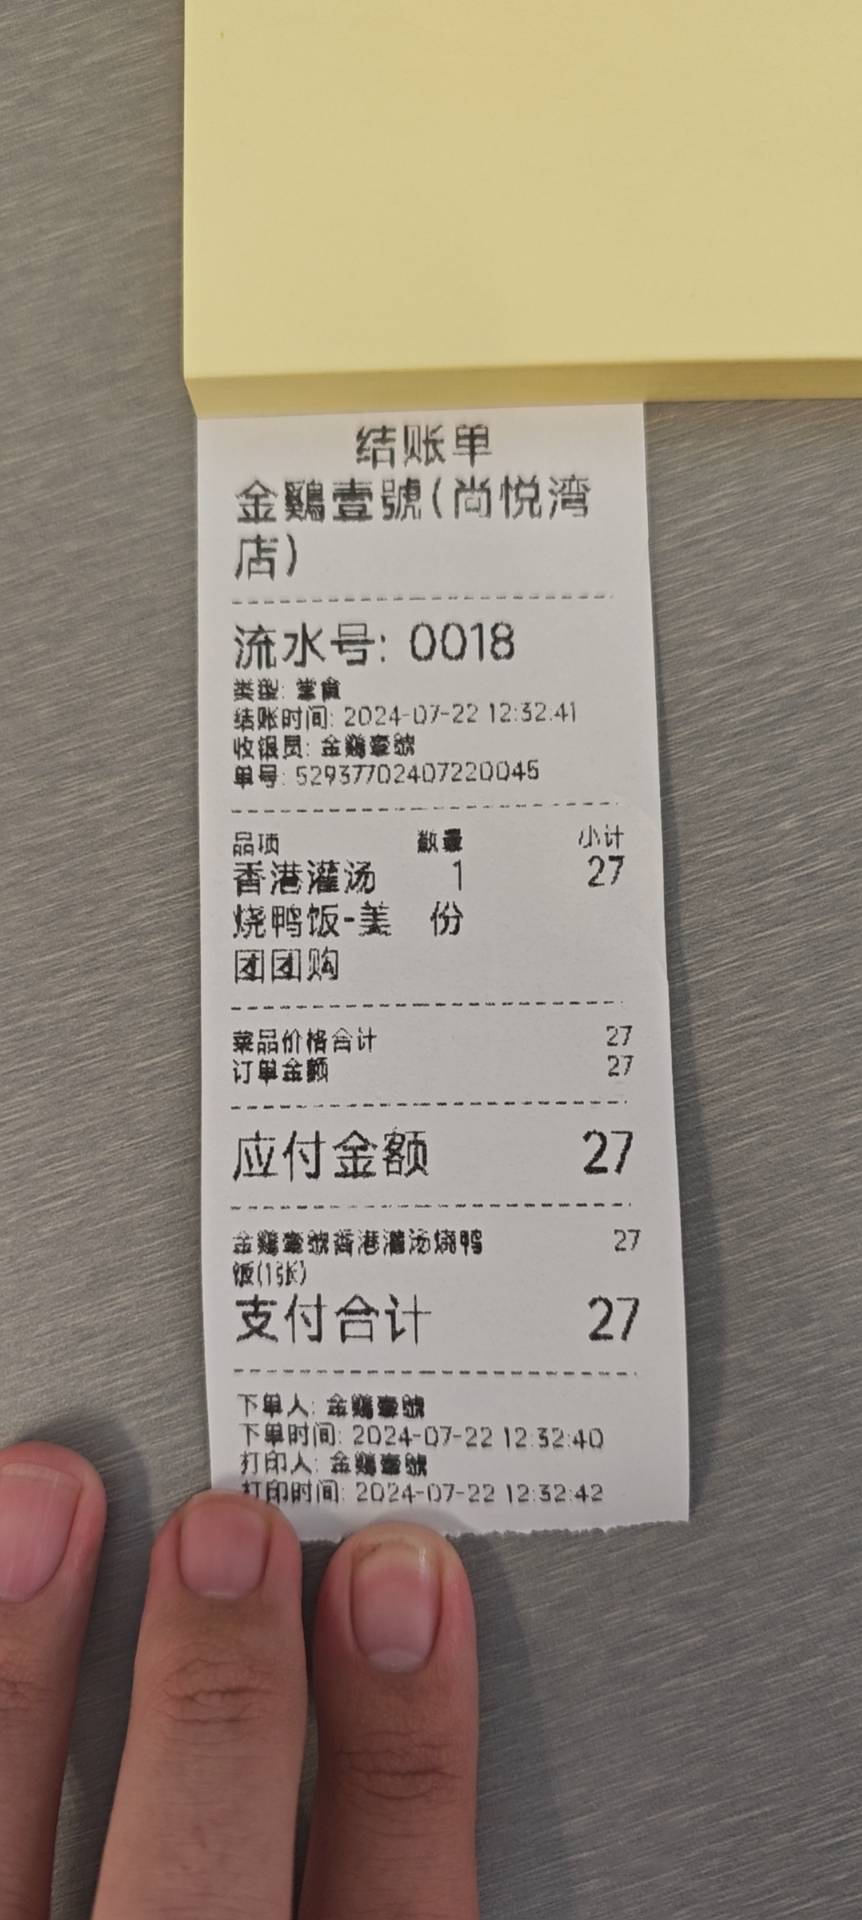 结账单
金鷄壹號(尚悦湾
店)
流水号: 0018
类型: 堂食
结账时间: 2024-07-22 12:32:41
收银员: 金鷄壹號
单号: 52937702407220045
品项 数量 小计
香港灌汤 1 27
烧鸭饭-美 份
团团购
菜品价格合计 27
订单金额 27
应付金额 27
金鷄壹號香港灌汤烧鸭 27
饭(1张)
支付合计 27
下单人: 金鷄壹號
下单时间: 2024-07-22 12:32:40
打印人: 金鷄壹號
打印时间: 2024-07-22 12:32:42